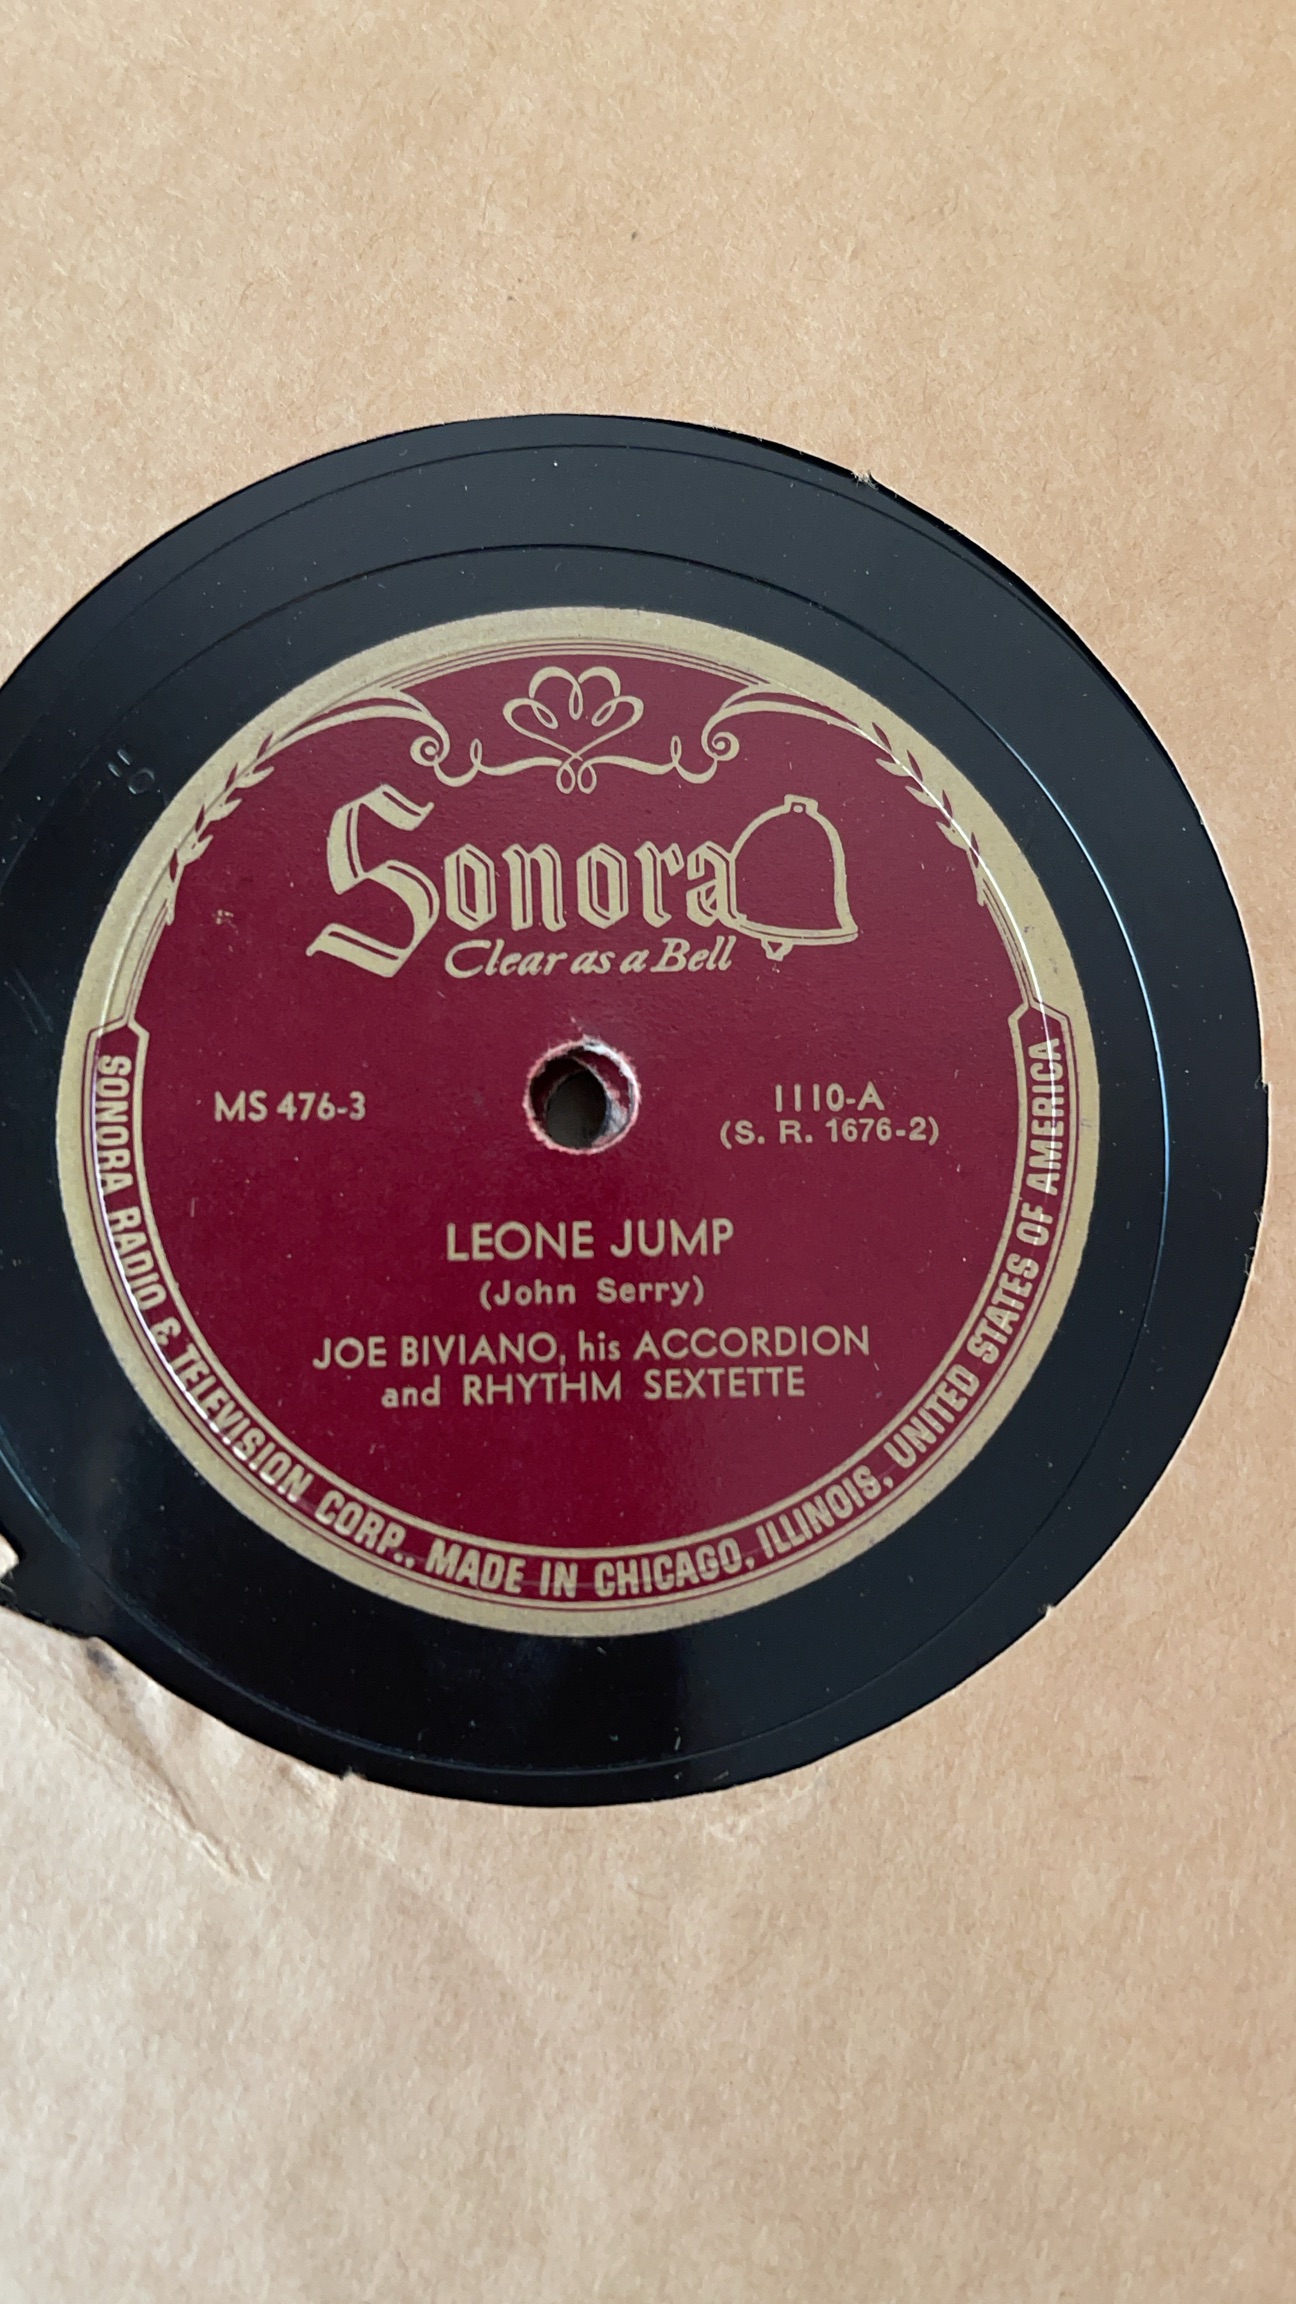 Sonora
Clear as a Bell
MS 476-3
1110-A
(S. R. 1676-2)
LEONE JUMP
(John Serry)
JOE BIVIANO, his ACCORDION
and RHYTHM SEXTETTE
SONORA RADIO & TELEVISION CORP., MADE IN CHICAGO, ILLINOIS, UNITED STATES OF AMERICA